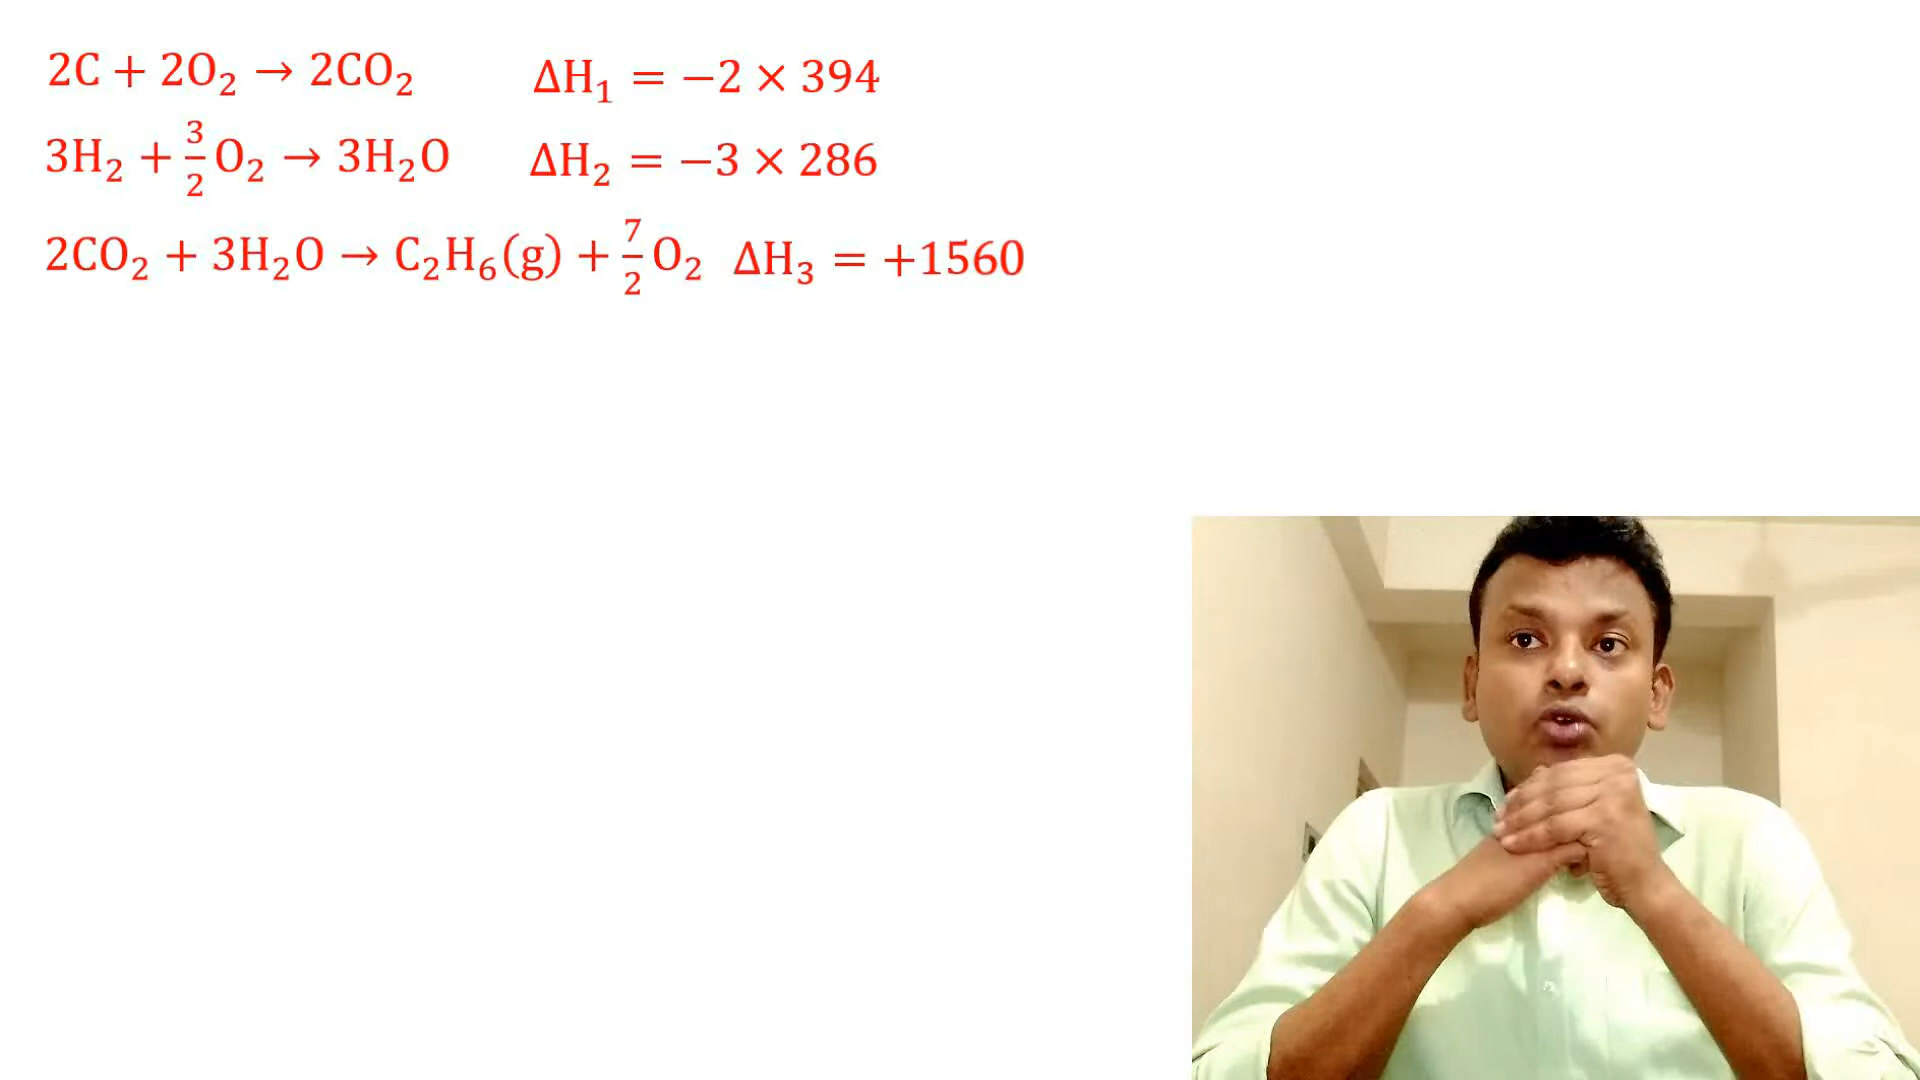 2C + 2O₂ → 2CO₂ ΔH₁ = −2 × 394
3H₂ + 3/2 O₂ → 3H₂O ΔH₂ = −3 × 286
2CO₂ + 3H₂O → C₂H₆(g) + 7/2 O₂ ΔH₃ = +1560